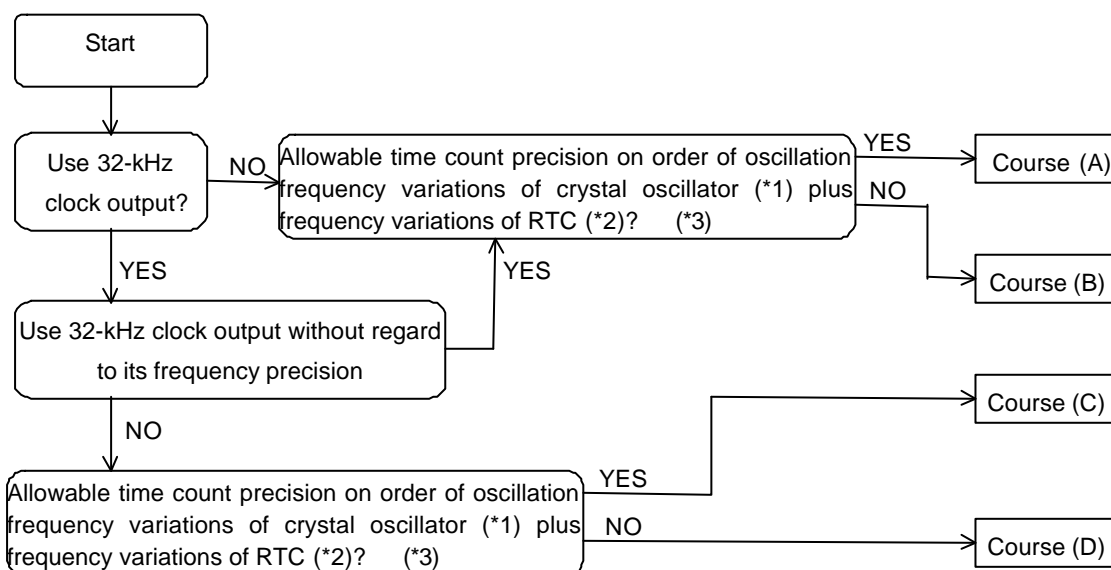 Start
Use 32-kHz
clock output?
NO
Allowable time count precision on order of oscillation
frequency variations of crystal oscillator (*1) plus
frequency variations of RTC (*2)? (*3)
YES
Course (A)
NO
Course (B)
YES
YES
Use 32-kHz clock output without regard
to its frequency precision
Course (C)
NO
YES
Allowable time count precision on order of oscillation
frequency variations of crystal oscillator (*1) plus
frequency variations of RTC (*2)? (*3)
NO
Course (D)